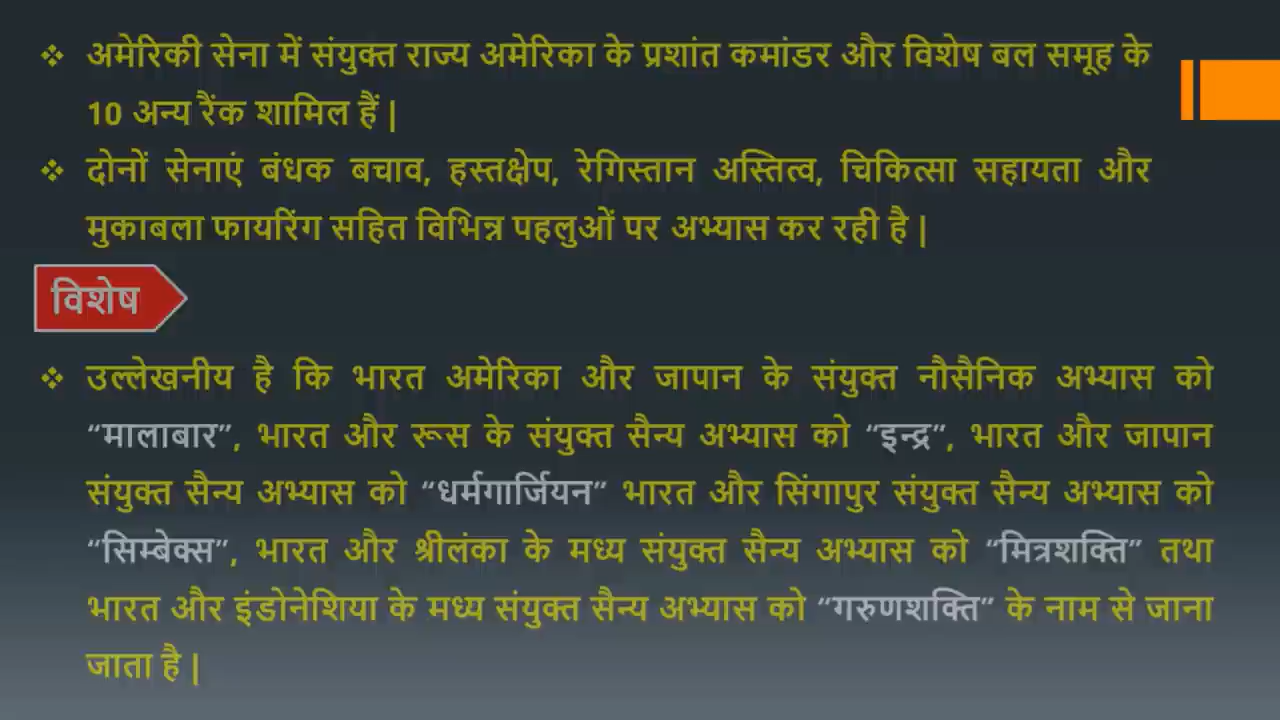 ❖ अमेरिकी सेना में संयुक्त राज्य अमेरिका के प्रशांत कमांडर और विशेष बल समूह के
10 अन्य रैंक शामिल हैं |
❖ दोनों सेनाएं बंधक बचाव, हस्तक्षेप, रेगिस्तान अस्तित्व, चिकित्सा सहायता और
मुकाबला फायरिंग सहित विभिन्न पहलुओं पर अभ्यास कर रही है |
विशेष
❖ उल्लेखनीय है कि भारत अमेरिका और जापान के संयुक्त नौसैनिक अभ्यास को
“मालाबार”, भारत और रूस के संयुक्त सैन्य अभ्यास को “इन्द्र”, भारत और जापान
संयुक्त सैन्य अभ्यास को “धर्मगार्जियन” भारत और सिंगापुर संयुक्त सैन्य अभ्यास को
“सिम्बेक्स”, भारत और श्रीलंका के मध्य संयुक्त सैन्य अभ्यास को “मित्रशक्ति” तथा
भारत और इंडोनेशिया के मध्य संयुक्त सैन्य अभ्यास को “गरुणशक्ति” के नाम से जाना
जाता है |